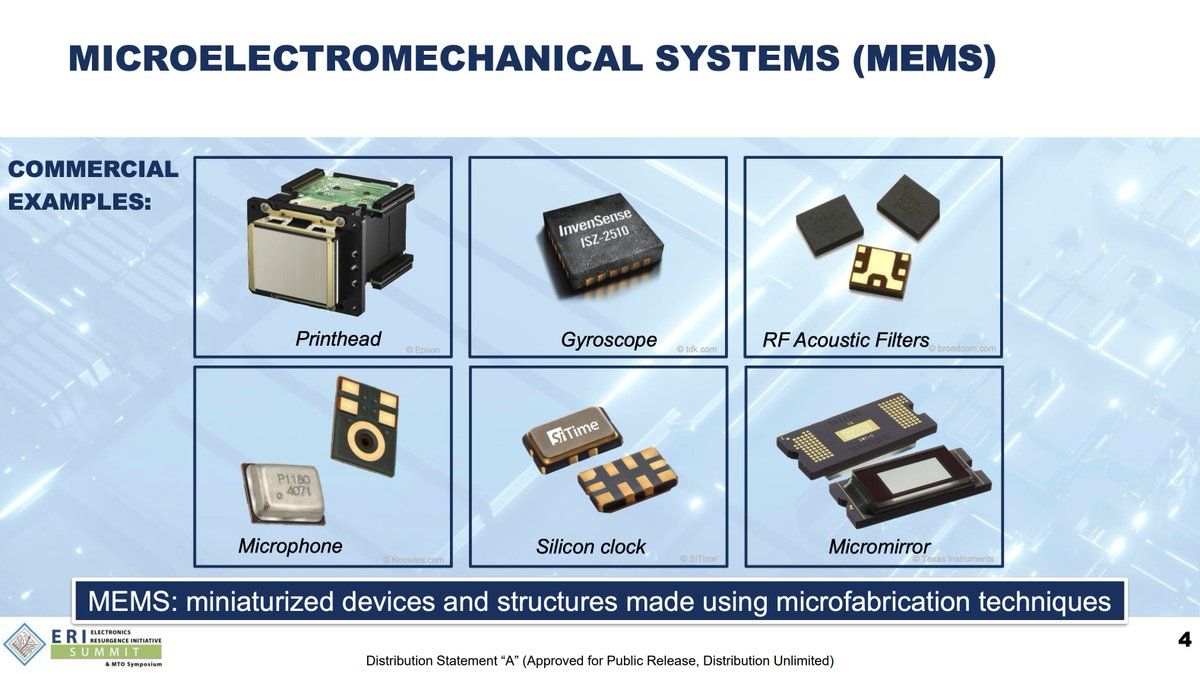 MICROELECTROMECHANICAL SYSTEMS (MEMS)
COMMERCIAL
EXAMPLES:
Printhead
© Epson
InvenSense
ISZ-2510
Gyroscope
© tdk.com
RF Acoustic Filters
© broadcom.com
P1180
4071
Microphone
© Knowles.com
SiTime
Silicon clock
© SiTime
Micromirror
© Texas Instruments
MEMS: miniaturized devices and structures made using microfabrication techniques
ERI ELECTRONICS
RESURGENCE INITIATIVE
SUMMIT
& MTO Symposium
Distribution Statement “A” (Approved for Public Release, Distribution Unlimited)
4